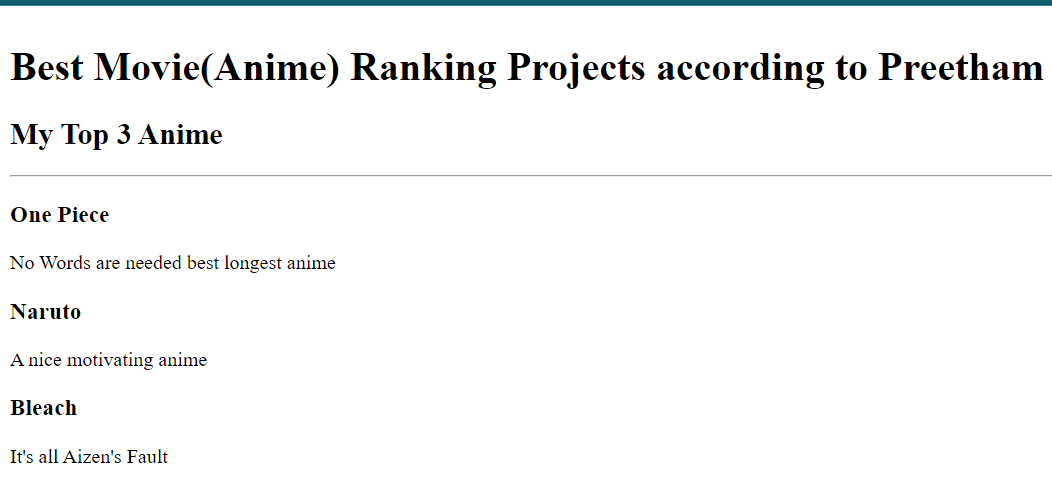 Best Movie(Anime) Ranking Projects according to Preetham
My Top 3 Anime
One Piece
No Words are needed best longest anime
Naruto
A nice motivating anime
Bleach
It's all Aizen's Fault